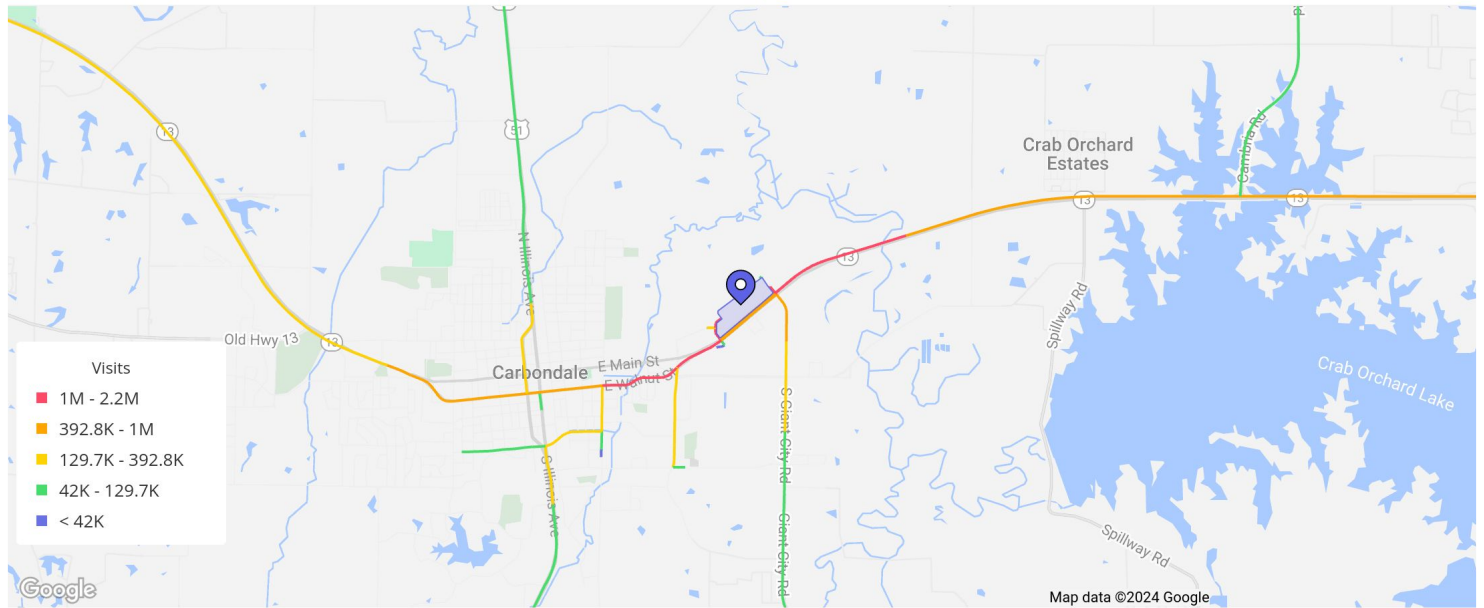 13
51
Rd
Cambria Rd
Crab Orchard
Estates
13
13
13
N Illinois Ave
Spillway Rd
Old Hwy 13
13
E Main St
Carbondale
E Walnut St
Crab Orchard
Lake
S Giant City Rd
Visits
1M - 2.2M
392.8K - 1M
129.7K - 392.8K
42K - 129.7K
< 42K
S Illinois Ave
Giant City Rd
Spillway Rd
Google
Map data ©2024 Google